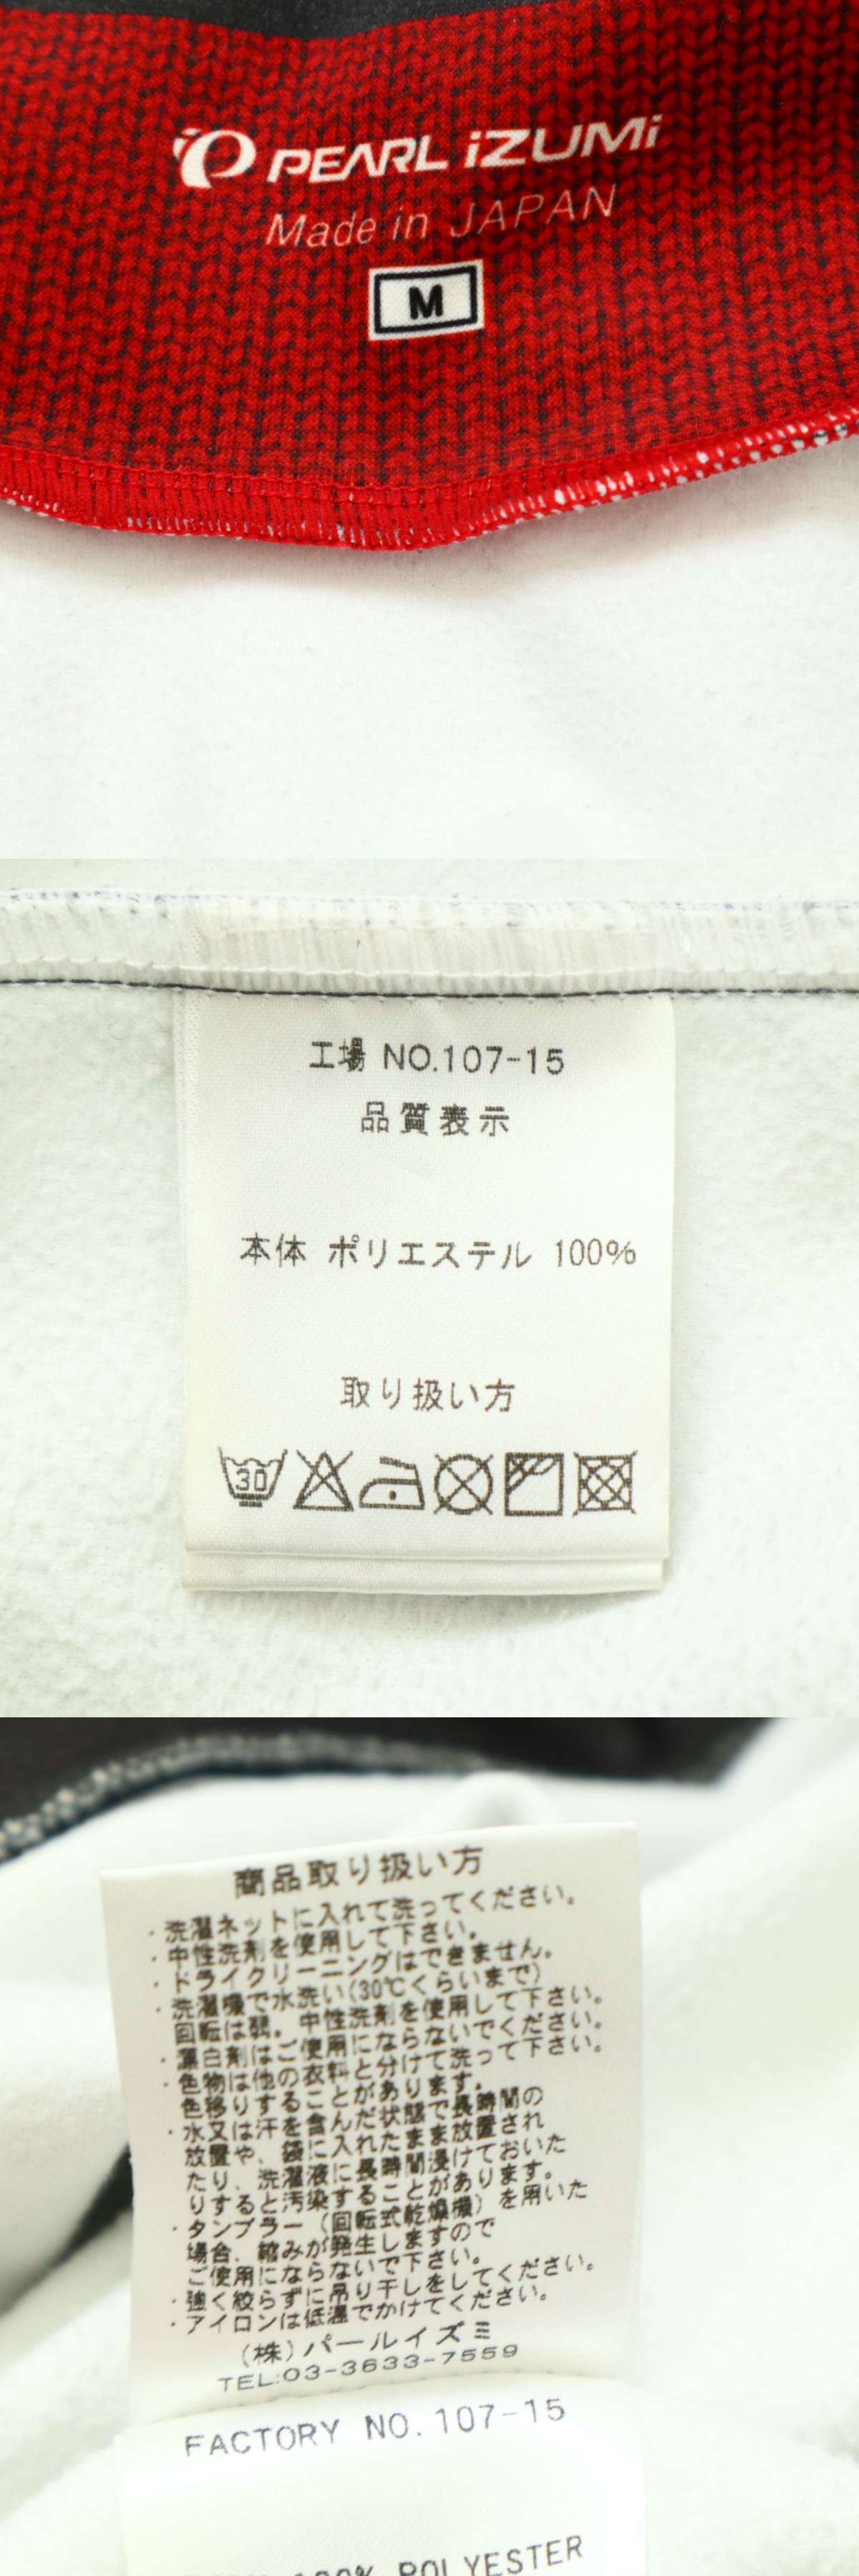 PEARL iZUMi
Made in JAPAN
M
工場 NO.107-15
品質表示
本体 ポリエステル 100%
取り扱い方
30
商品取り扱い方
・洗濯ネットに入れて洗ってください。
・中性洗剤を使用して下さい。
・ドライクリーニングはできません。
・洗濯機で水洗い(30℃くらいまで)
回転は弱。中性洗剤を使用して下さい。
・漂白剤はご使用にならないでください。
・色物は他の衣料と分けて洗って下さい。
色移りすることがあります。
・水又は汗を含んだ状態で長時間の
放置や、袋に入れたまま放置され
たり、洗濯液に長時間浸けておいた
りすると汚染することがあります。
・タンブラー(回転式乾燥機)を用いた
場合、縮みが発生しますので
ご使用にならないで下さい。
・強く絞らずに吊り干しをしてください。
・アイロンは低温でかけてください。
(株)パールイズミ
TEL:03-3633-7559
FACTORY NO.107-15
100% POLYESTER